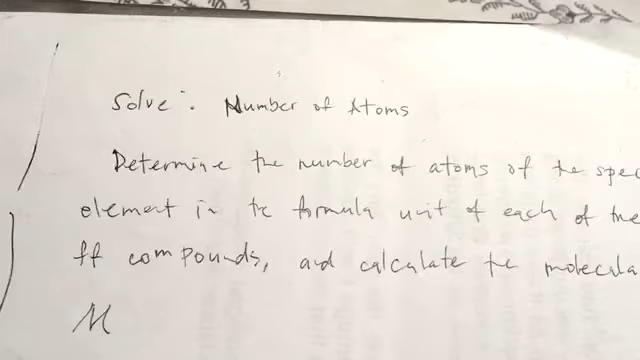 Solve: Number of Atoms
Determine the number of atoms of the spec
element in the formula unit of each of the
ff compounds, and calculate the molecula
M